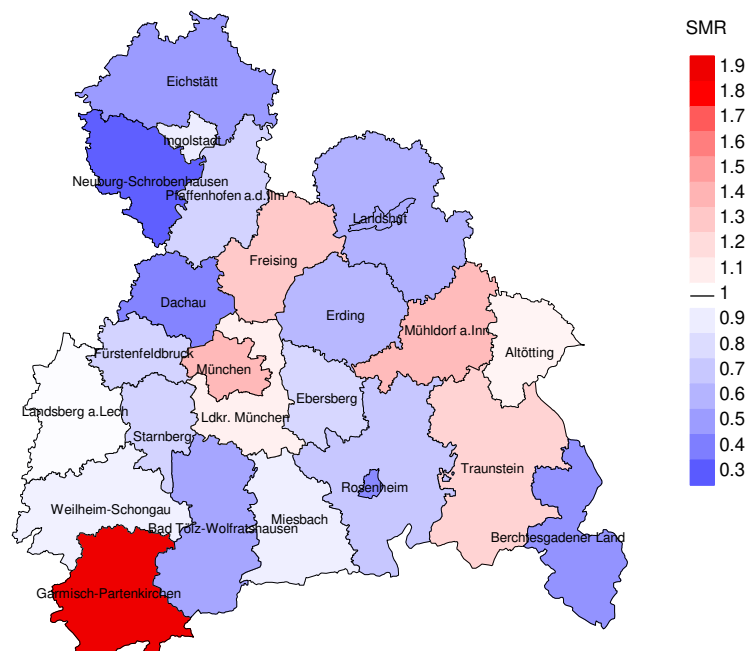 SMR
1.9
1.8
1.7
1.6
1.5
1.4
1.3
1.2
1.1
1
0.9
0.8
0.7
0.6
0.5
0.4
0.3
Eichstätt
Ingolstadt
Neuburg-Schrobenhausen
Pfaffenhofen a.d.Ilm
Landshut
Freising
Dachau
Erding
Mühldorf a.Inn
Altötting
Fürstenfeldbruck
München
Ebersberg
Landsberg a.Lech
Ldkr. München
Starnberg
Traunstein
Rosenheim
Weilheim-Schongau
Miesbach
Bad Tölz-Wolfratshausen
Berchtesgadener Land
Garmisch-Partenkirchen